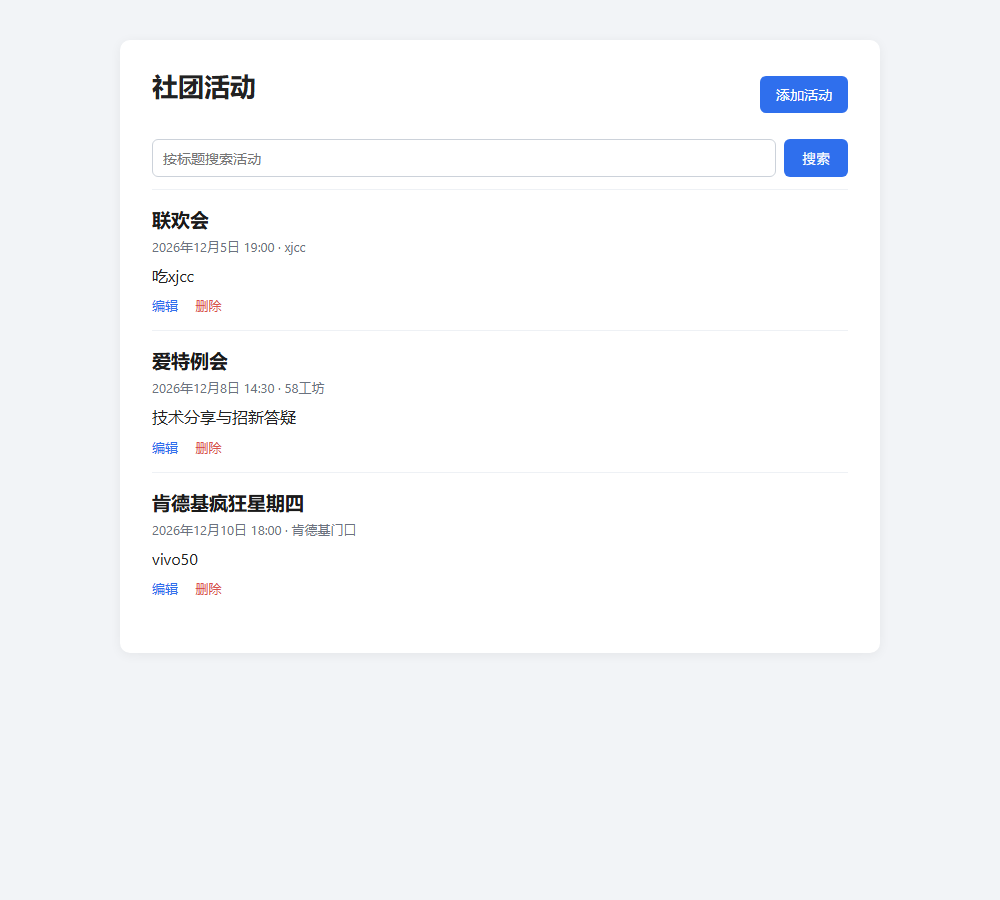 社团活动
添加活动
按标题搜索活动
搜索
联欢会
2026年12月5日 19:00 · xjcc
吃xjcc
编辑 删除
爱特例会
2026年12月8日 14:30 · 58工坊
技术分享与招新答疑
编辑 删除
肯德基疯狂星期四
2026年12月10日 18:00 · 肯德基门口
vivo50
编辑 删除